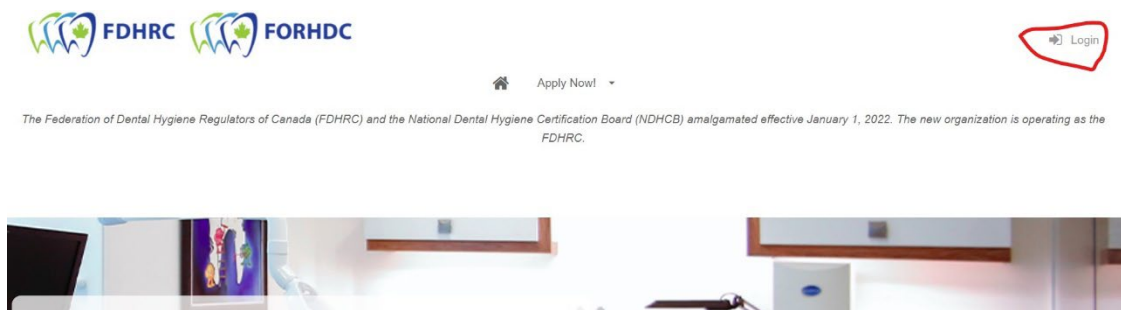 FDHRC FORHDC
Login
Apply Now!
The Federation of Dental Hygiene Regulators of Canada (FDHRC) and the National Dental Hygiene Certification Board (NDHCB) amalgamated effective January 1, 2022. The new organization is operating as the
FDHRC.